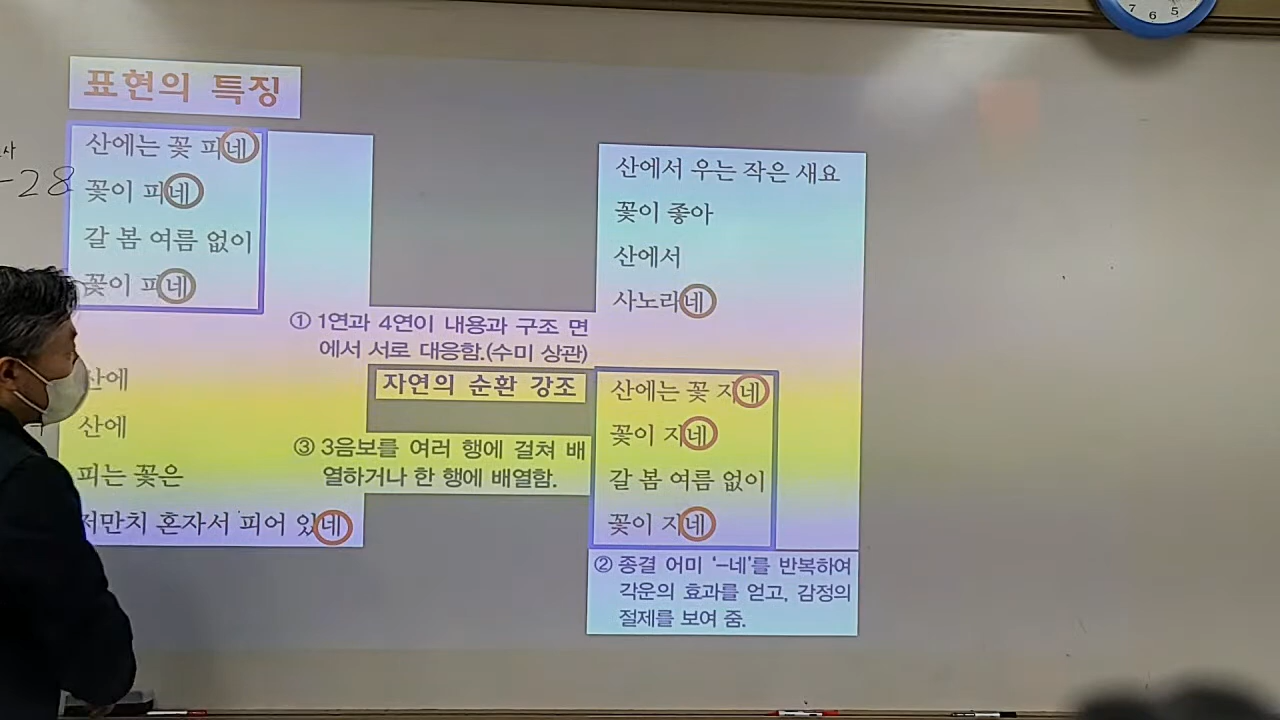 표현의 특징
산에는 꽃 피네
꽃이 피네
갈 봄 여름 없이
꽃이 피네
산에
산에
피는 꽃은
저만치 혼자서 피어 있네
① 1연과 4연이 내용과 구조 면
에서 서로 대응함.(수미 상관)
자연의 순환 강조
③ 3음보를 여러 행에 걸쳐 배
열하거나 한 행에 배열함.
산에서 우는 작은 새요
꽃이 좋아
산에서
사노라네
산에는 꽃 지네
꽃이 지네
갈 봄 여름 없이
꽃이 지네
② 종결 어미 ‘–네’를 반복하여
각운의 효과를 얻고, 감정의
절제를 보여 줌.
-28
7 6 5